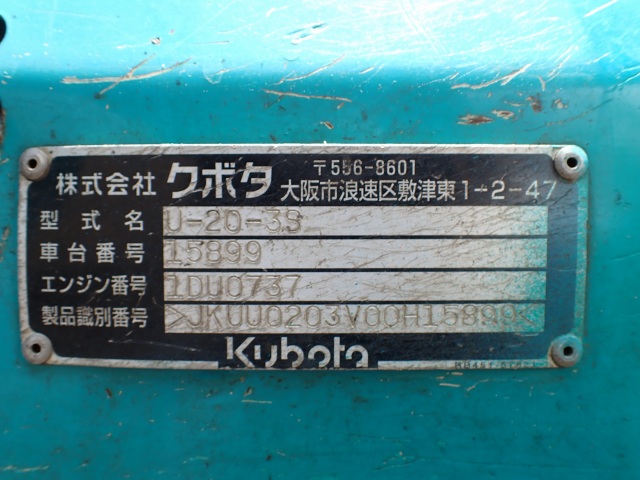 株式会社 クボタ 〒556-8601
大阪市浪速区敷津東1-2-47
型式名 U-20-3S
車台番号 15899
エンジン番号 1DU0737
製品識別番号 >JKUU0203V00H15899<
Kubota